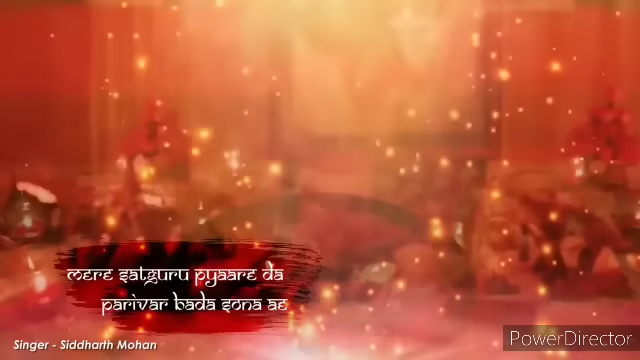 mere satguru pyaare da
parivar bada sona ae
Singer - Siddharth Mohan
PowerDirector